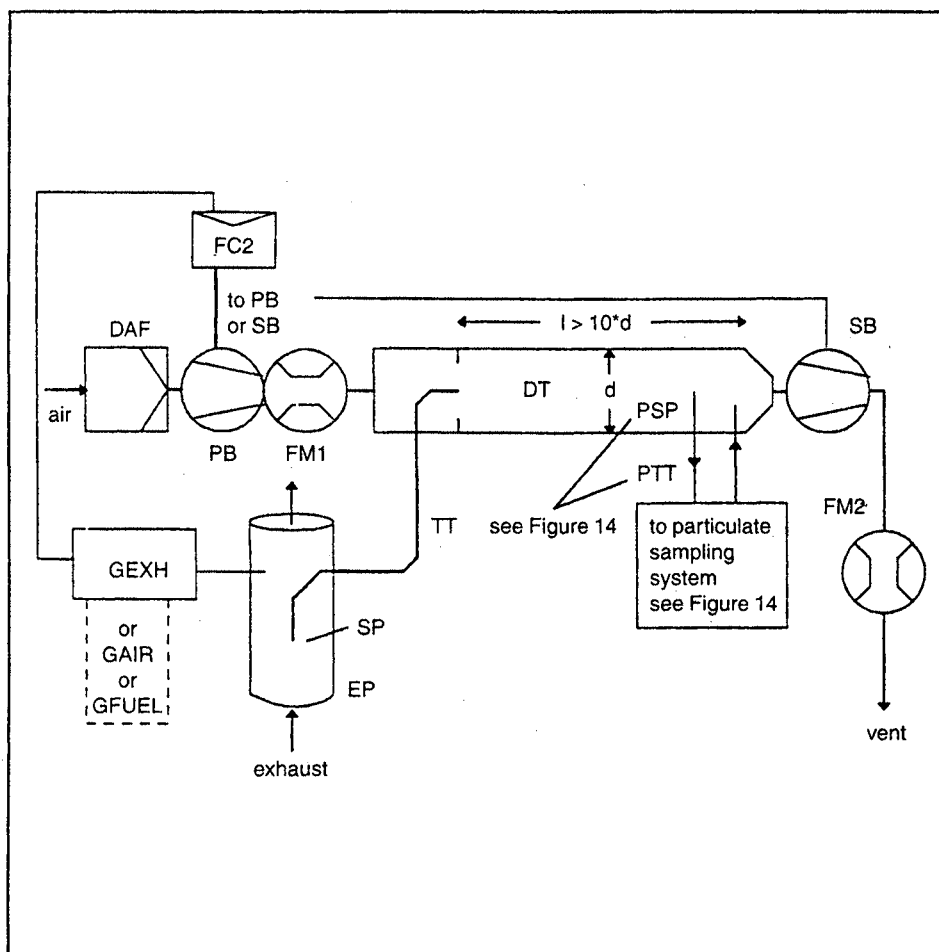 FC2
to PB
or SB
DAF
l > 10*d
SB
air
DT
d
PSP
PB
FM1
PTT
FM2
see Figure 14
TT
to particulate
sampling
system
see Figure 14
GEXH
or
GAIR
or
GFUEL
SP
EP
vent
exhaust